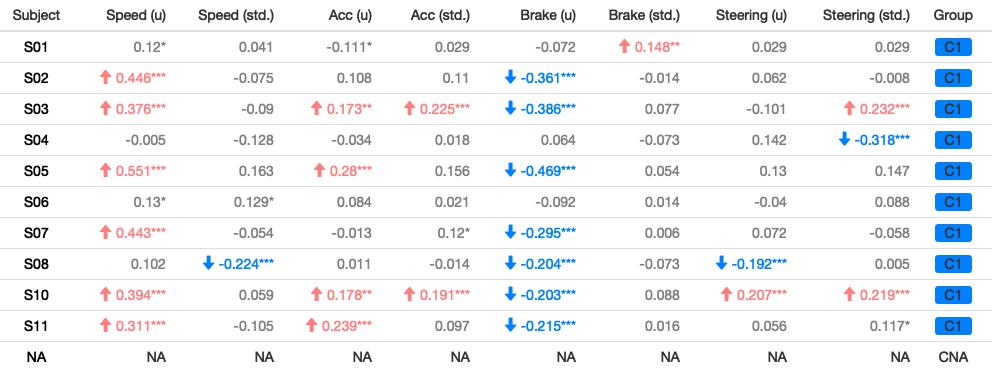 Subject Speed (u) Speed (std.) Acc (u) Acc (std.) Brake (u) Brake (std.) Steering (u) Steering (std.) Group
S01 0.12* 0.041 -0.111* 0.029 -0.072 0.148** 0.029 0.029 C1
S02 0.446*** -0.075 0.108 0.11 -0.361*** -0.014 0.062 -0.008 C1
S03 0.376*** -0.09 0.173** 0.225*** -0.386*** 0.077 -0.101 0.232*** C1
S04 -0.005 -0.128 -0.034 0.018 0.064 -0.073 0.142 -0.318*** C1
S05 0.551*** 0.163 0.28*** 0.156 -0.469*** 0.054 0.13 0.147 C1
S06 0.13* 0.129* 0.084 0.021 -0.092 0.014 -0.04 0.088 C1
S07 0.443*** -0.054 -0.013 0.12* -0.295*** 0.006 0.072 -0.058 C1
S08 0.102 -0.224*** 0.011 -0.014 -0.204*** -0.073 -0.192*** 0.005 C1
S10 0.394*** 0.059 0.178** 0.191*** -0.203*** 0.088 0.207*** 0.219*** C1
S11 0.311*** -0.105 0.239*** 0.097 -0.215*** 0.016 0.056 0.117* C1
NA NA NA NA NA NA NA NA NA CNA